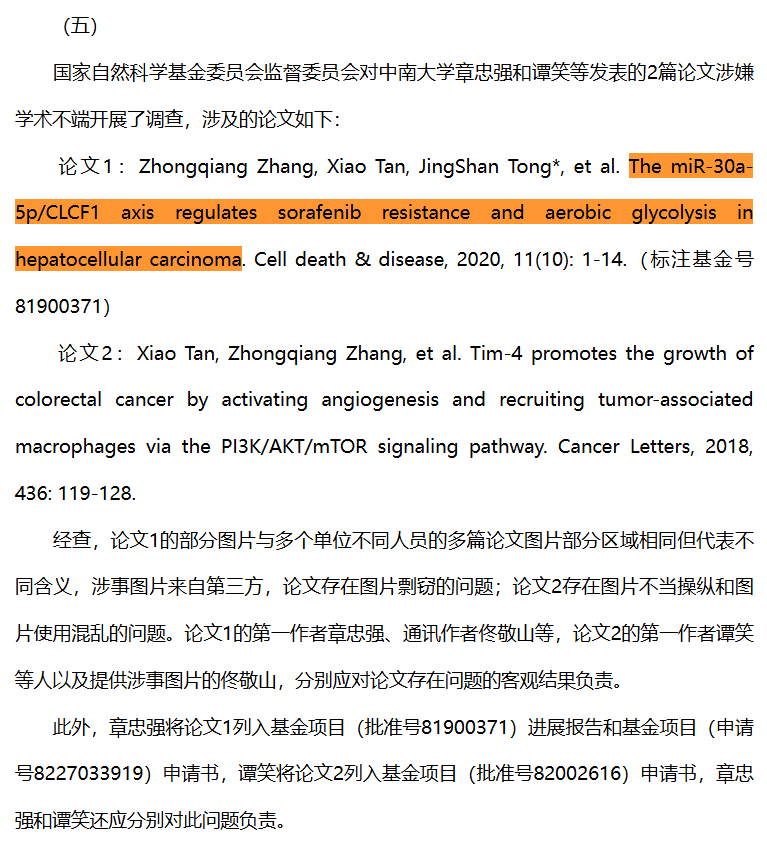 （五）
国家自然科学基金委员会监督委员会对中南大学章忠强和谭笑等发表的2篇论文涉嫌
学术不端开展了调查，涉及的论文如下：
论文1：Zhongqiang Zhang, Xiao Tan, JingShan Tong*, et al. The miR-30a-
5p/CLCF1 axis regulates sorafenib resistance and aerobic glycolysis in
hepatocellular carcinoma. Cell death & disease, 2020, 11(10): 1-14.（标注基金号
81900371）
论文2：Xiao Tan, Zhongqiang Zhang, et al. Tim-4 promotes the growth of
colorectal cancer by activating angiogenesis and recruiting tumor-associated
macrophages via the PI3K/AKT/mTOR signaling pathway. Cancer Letters, 2018,
436: 119-128.
经查，论文1的部分图片与多个单位不同人员的多篇论文图片部分区域相同但代表不
同含义，涉事图片来自第三方，论文存在图片剽窃的问题；论文2存在图片不当操纵和图
片使用混乱的问题。论文1的第一作者章忠强、通讯作者佟敬山等，论文2的第一作者谭笑
等人以及提供涉事图片的佟敬山，分别应对论文存在问题的客观结果负责。
此外，章忠强将论文1列入基金项目（批准号81900371）进展报告和基金项目（申请
号8227033919）申请书，谭笑将论文2列入基金项目（批准号82002616）申请书，章忠
强和谭笑还应分别对此问题负责。